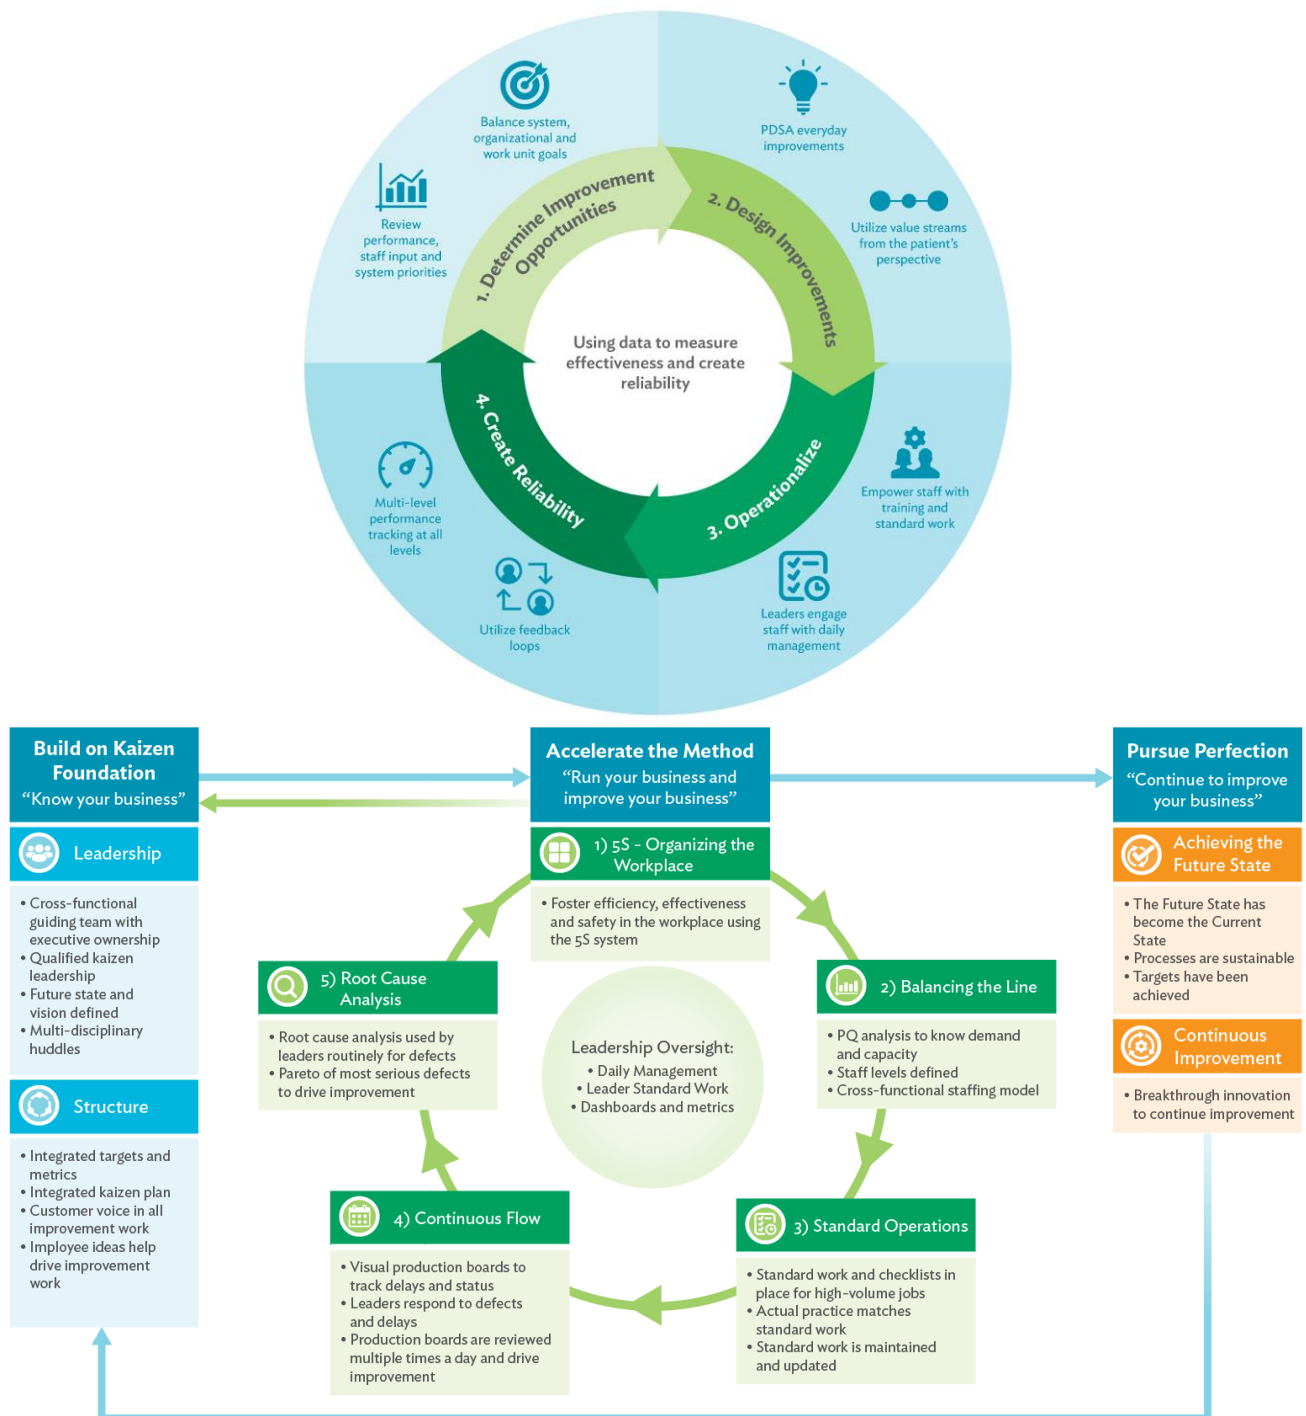 Balance system,
organizational and
work unit goals
PDSA everyday
improvements
Review
performance,
staff input and
system priorities
Utilize value streams
from the patient's
perspective
1. Determine Improvement
Opportunities
2. Design Improvements
Using data to measure
effectiveness and create
reliability
3. Operationalize
4. Create Reliability
Empower staff with
training and
standard work
Leaders engage
staff with daily
management
Utilize feedback
loops
Multi-level
performance
tracking at all
levels
Build on Kaizen
Foundation
“Know your business”
Leadership
• Cross-functional
guiding team with
executive ownership
• Qualified kaizen
leadership
• Future state and
vision defined
• Multi-disciplinary
huddles
Structure
• Integrated targets and
metrics
• Integrated kaizen plan
• Customer voice in all
improvement work
• Imployee ideas help
drive improvement
work
Accelerate the Method
“Run your business and
improve your business”
1) 5S - Organizing the
Workplace
• Foster efficiency, effectiveness
and safety in the workplace using
the 5S system
2) Balancing the Line
• PQ analysis to know demand
and capacity
• Staff levels defined
• Cross-functional staffing model
3) Standard Operations
• Standard work and checklists in
place for high-volume jobs
• Actual practice matches
standard work
• Standard work is maintained
and updated
4) Continuous Flow
• Visual production boards to
track delays and status
• Leaders respond to defects
and delays
• Production boards are reviewed
multiple times a day and drive
improvement
5) Root Cause
Analysis
• Root cause analysis used by
leaders routinely for defects
• Pareto of most serious defects
to drive improvement
Leadership Oversight:
• Daily Management
• Leader Standard Work
• Dashboards and metrics
Pursue Perfection
“Continue to improve
your business”
Achieving the
Future State
• The Future State has
become the Current
State
• Processes are sustainable
• Targets have been
achieved
Continuous
Improvement
• Breakthrough innovation
to continue improvement